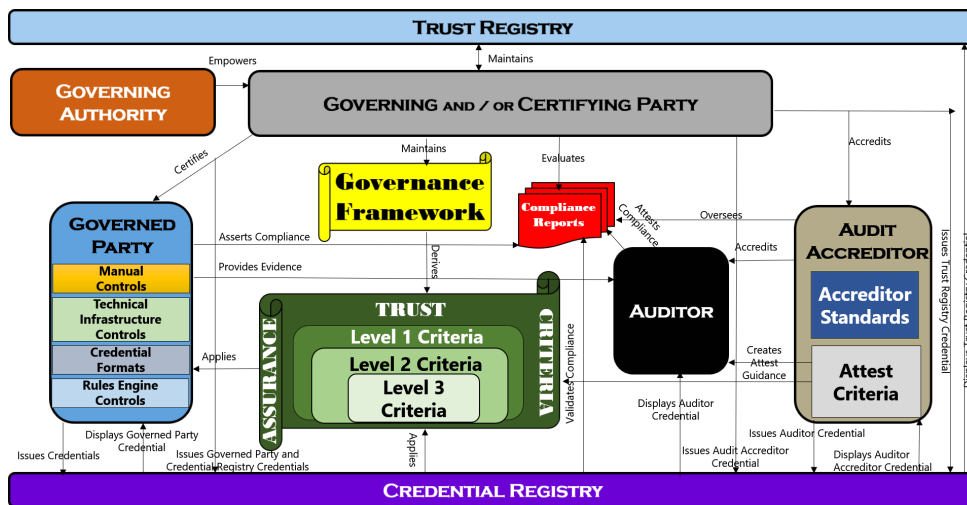 TRUST REGISTRY
Empowers
Maintains
GOVERNING
AUTHORITY
GOVERNING AND / OR CERTIFYING PARTY
Certifies
Maintains
Evaluates
Accredits
Governance
Framework
Compliance
Reports
Attests
Compliance
Oversees
GOVERNED
PARTY
Asserts Compliance
Provides Evidence
Derives
Accredits
AUDIT
ACCREDITOR
Manual
Controls
Technical
Infrastructure
Controls
Credential
Formats
Rules Engine
Controls
Applies
ASSURANCE
TRUST
CRITERIA
Level 1 Criteria
Level 2 Criteria
Level 3
Criteria
Validates Compliance
AUDITOR
Accreditor
Standards
Creates
Attest
Guidance
Attest
Criteria
Issues Trust Registry Credential
Displays Auditor
Credential
Issues Credentials
Displays Governed Party
Credential
Issues Governed Party and
Credential Registry Credentials
Applies
Issues Audit Accreditor
Credential
Issues Auditor Credential
Displays Auditor
Accreditor Credential
CREDENTIAL REGISTRY